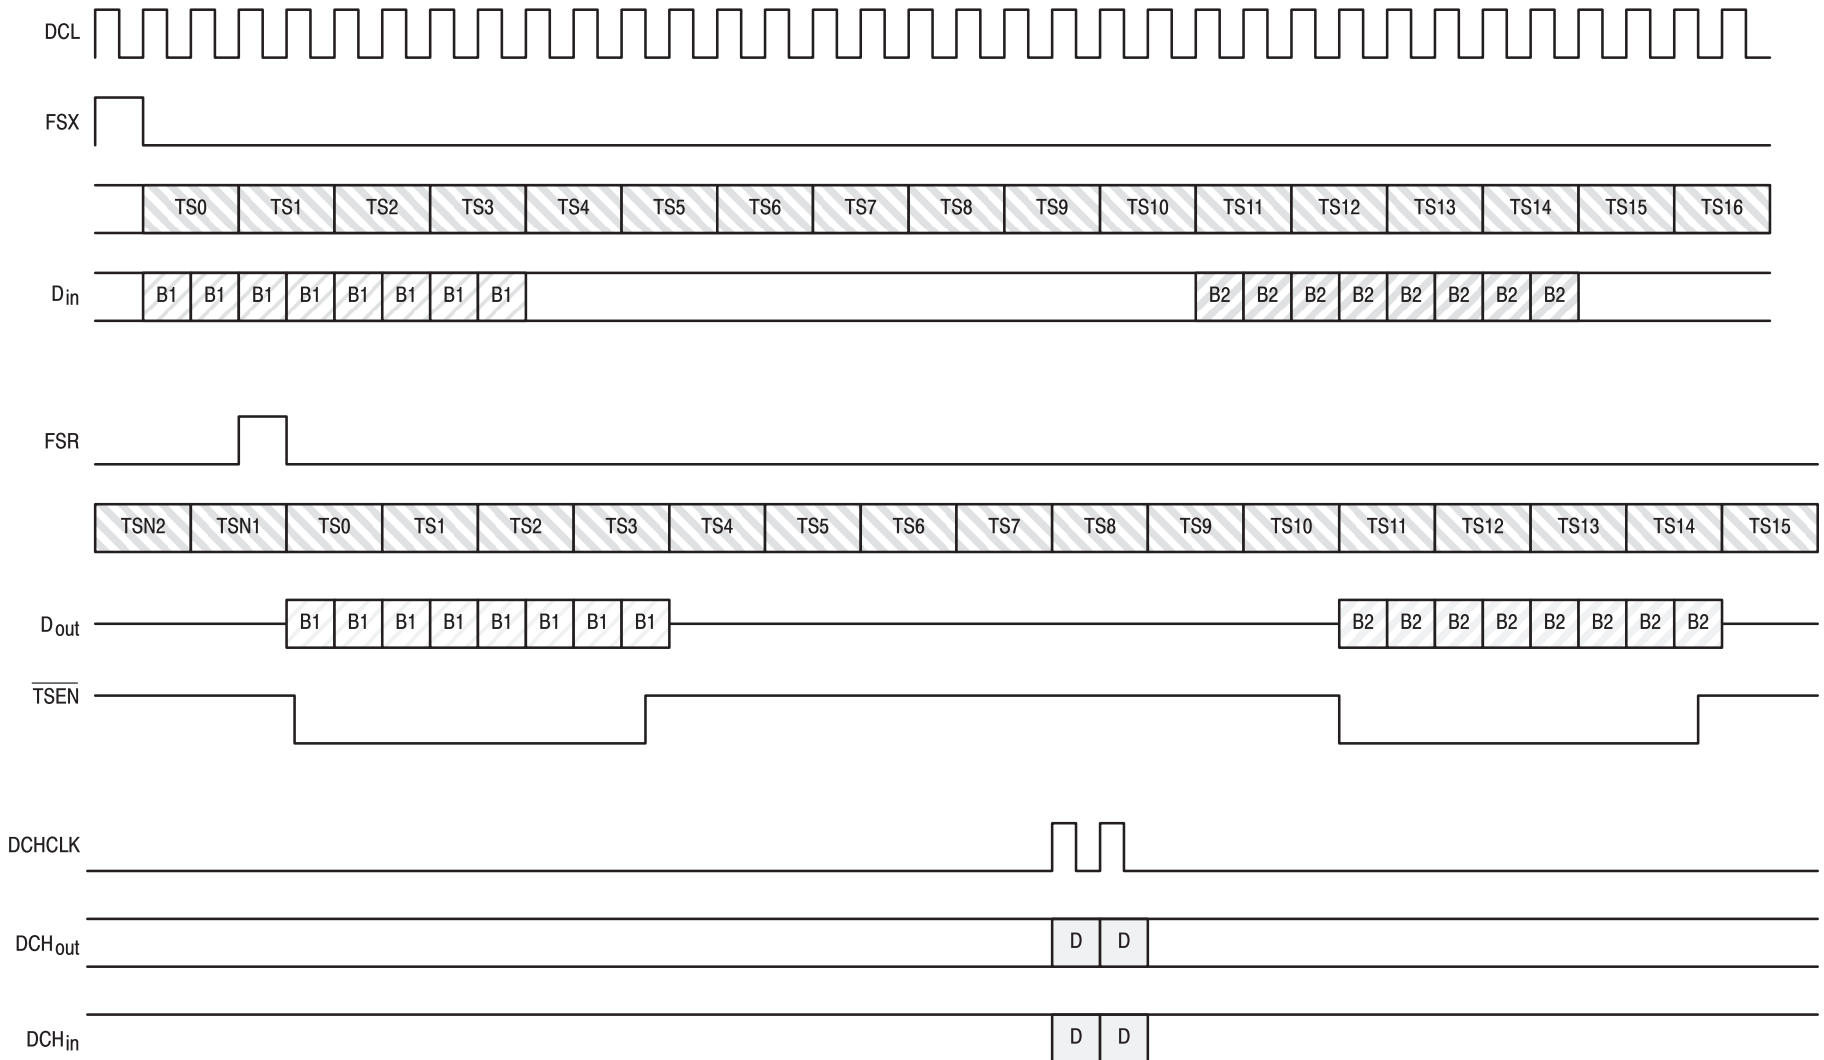 DCL
FSX
TS0 TS1 TS2 TS3 TS4 TS5 TS6 TS7 TS8 TS9 TS10 TS11 TS12 TS13 TS14 TS15 TS16
Din B1 B1 B1 B1 B1 B1 B1 B1 B2 B2 B2 B2 B2 B2 B2 B2
FSR
TSN2 TSN1 TS0 TS1 TS2 TS3 TS4 TS5 TS6 TS7 TS8 TS9 TS10 TS11 TS12 TS13 TS14 TS15
Dout B1 B1 B1 B1 B1 B1 B1 B1 B2 B2 B2 B2 B2 B2 B2 B2
TSEN
DCHCLK
DCHout D D
DCHin D D